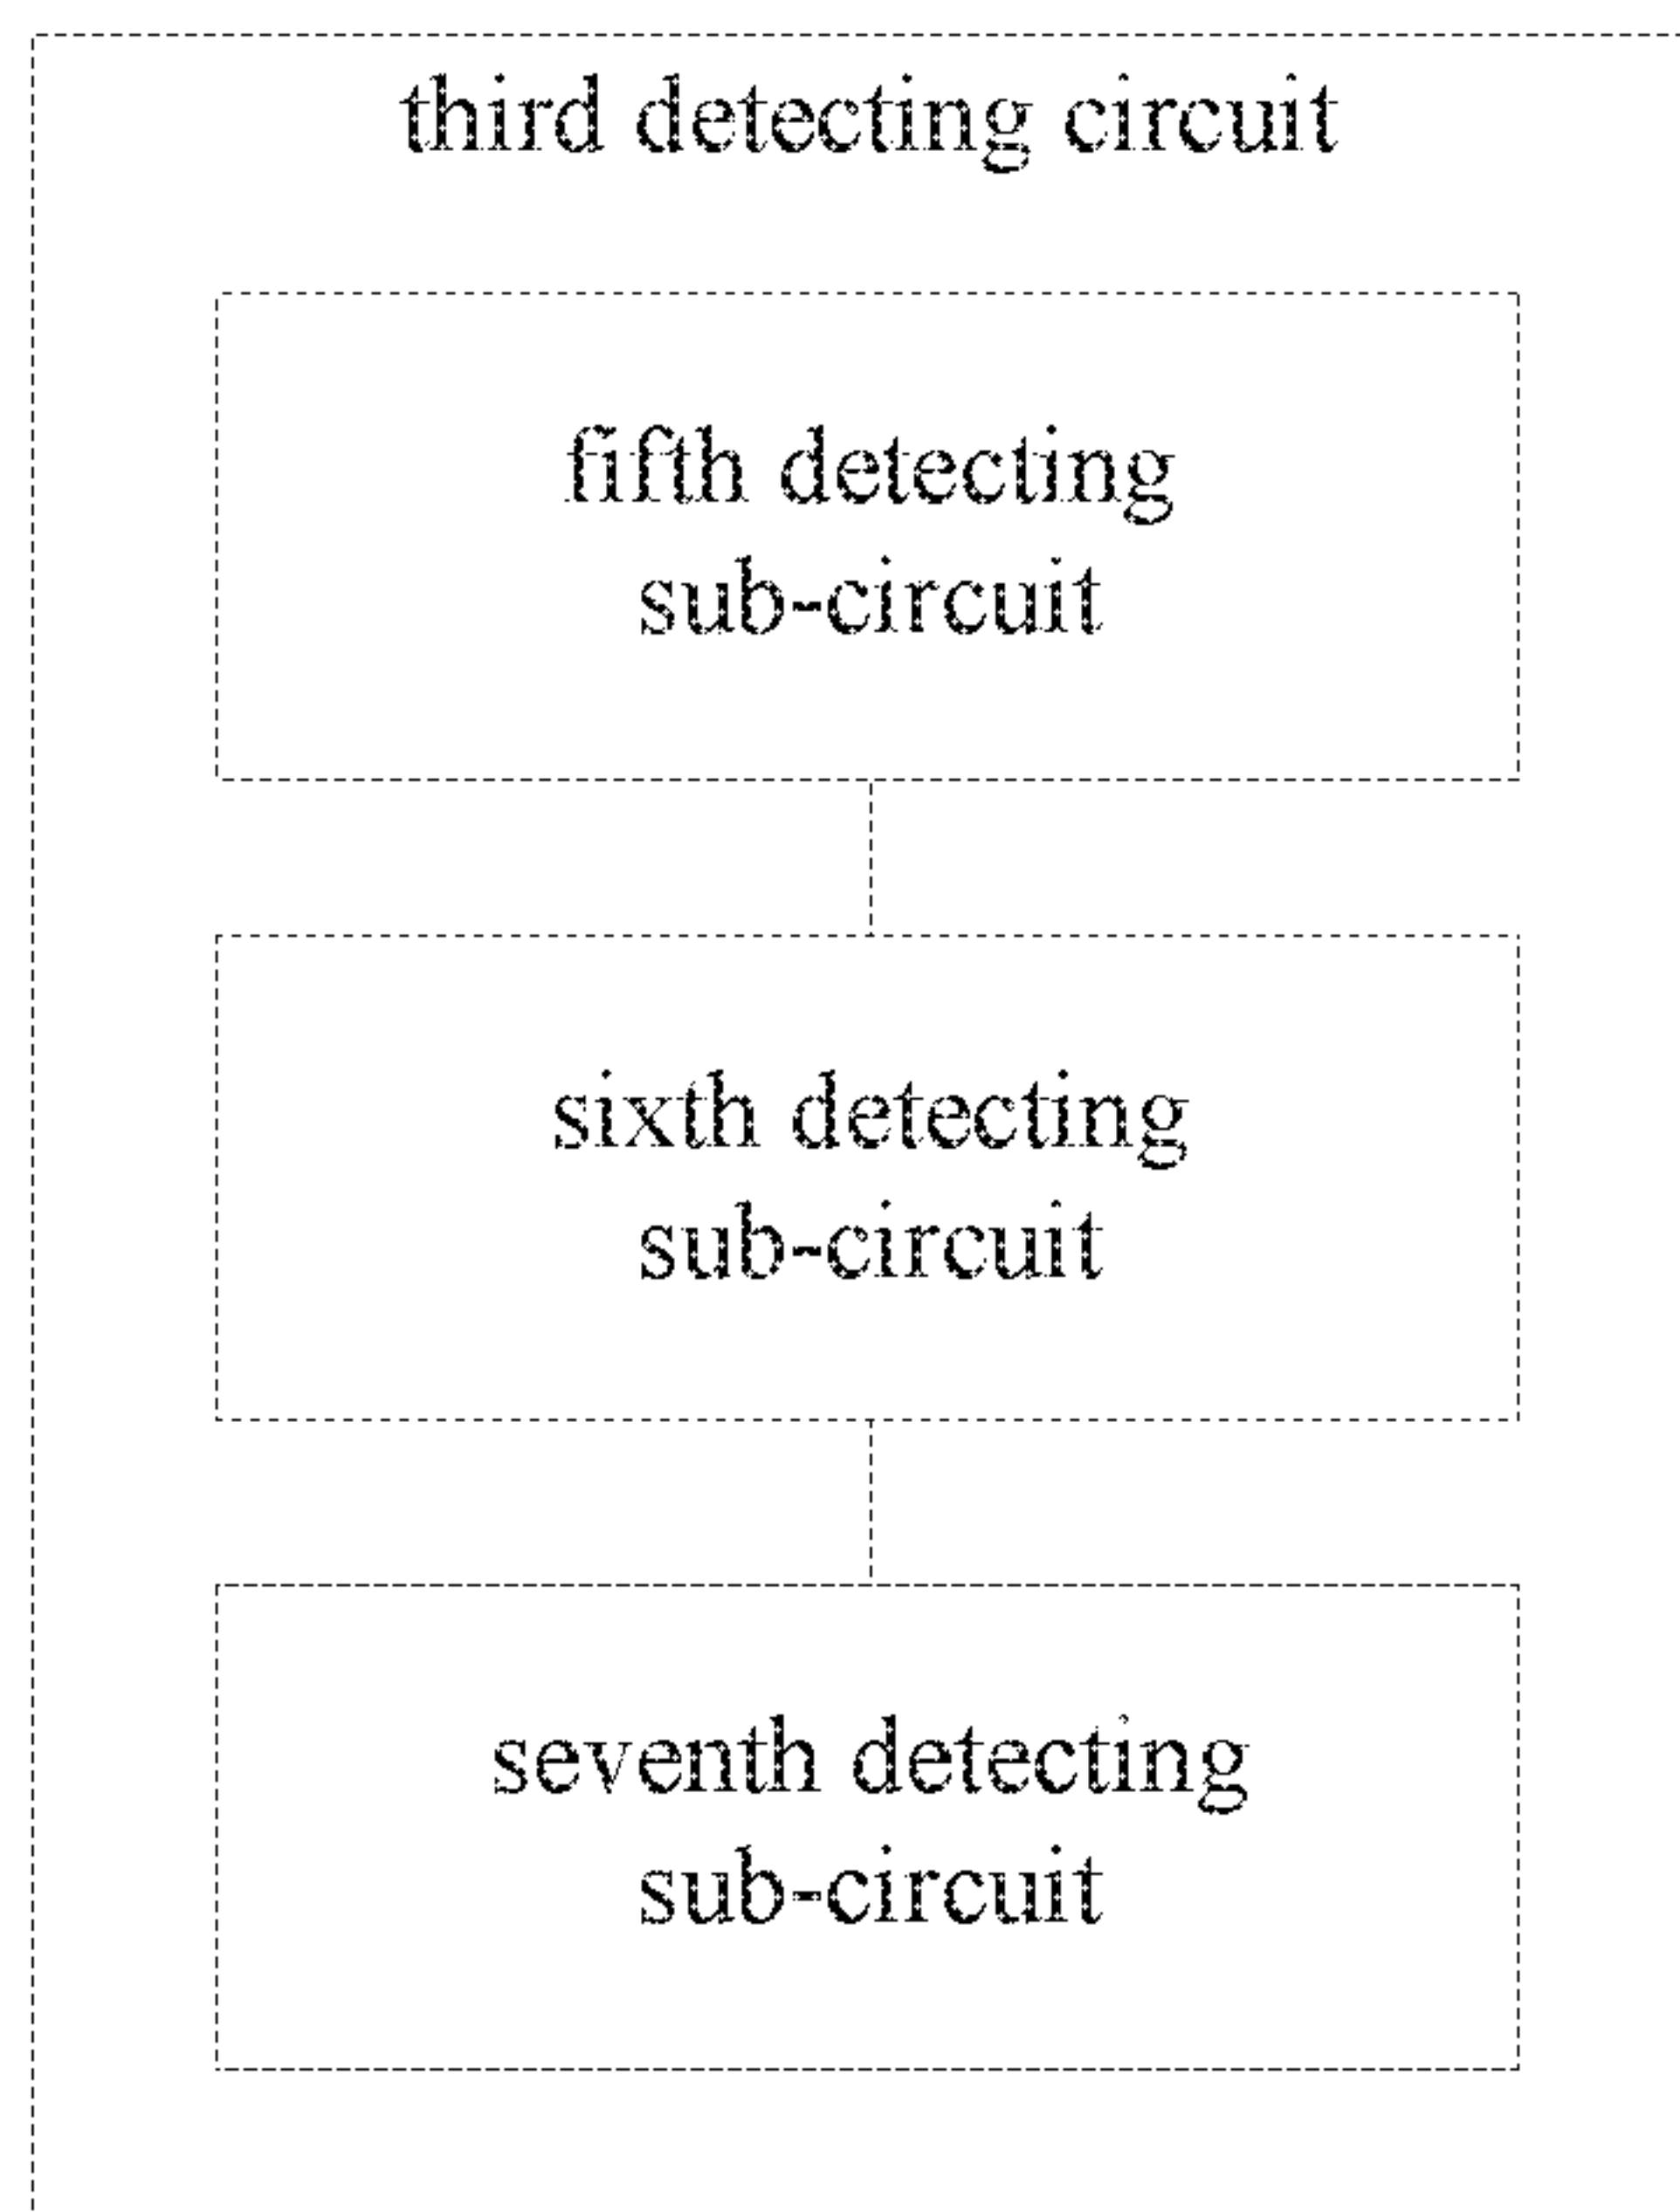 third detecting circuit
fifth detecting
sub-circuit
sixth detecting
sub-circuit
seventh detecting
sub-circuit